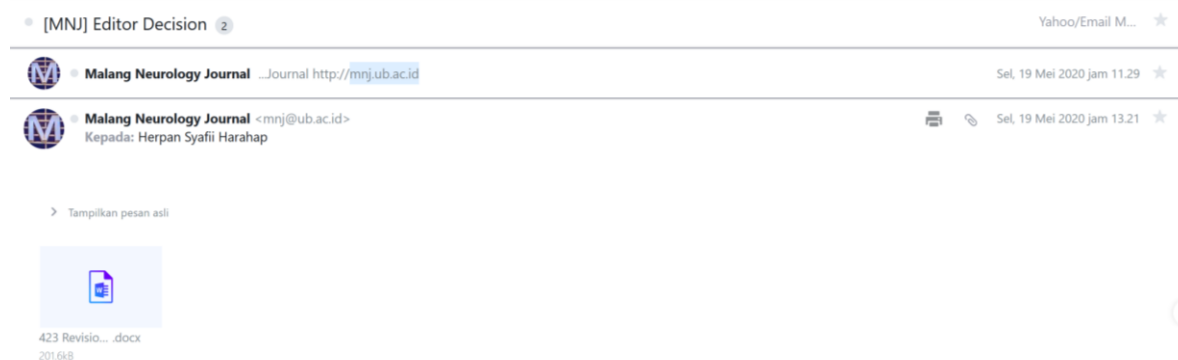 [MNJ] Editor Decision 2 Yahoo/Email M...
Malang Neurology Journal ...Journal http://mnj.ub.ac.id Sel, 19 Mei 2020 jam 11.29
Malang Neurology Journal <mnj@ub.ac.id> Sel, 19 Mei 2020 jam 13.21
Kepada: Herpan Syafii Harahap
Tampilkan pesan asli
423 Revisio... .docx
201.6kB